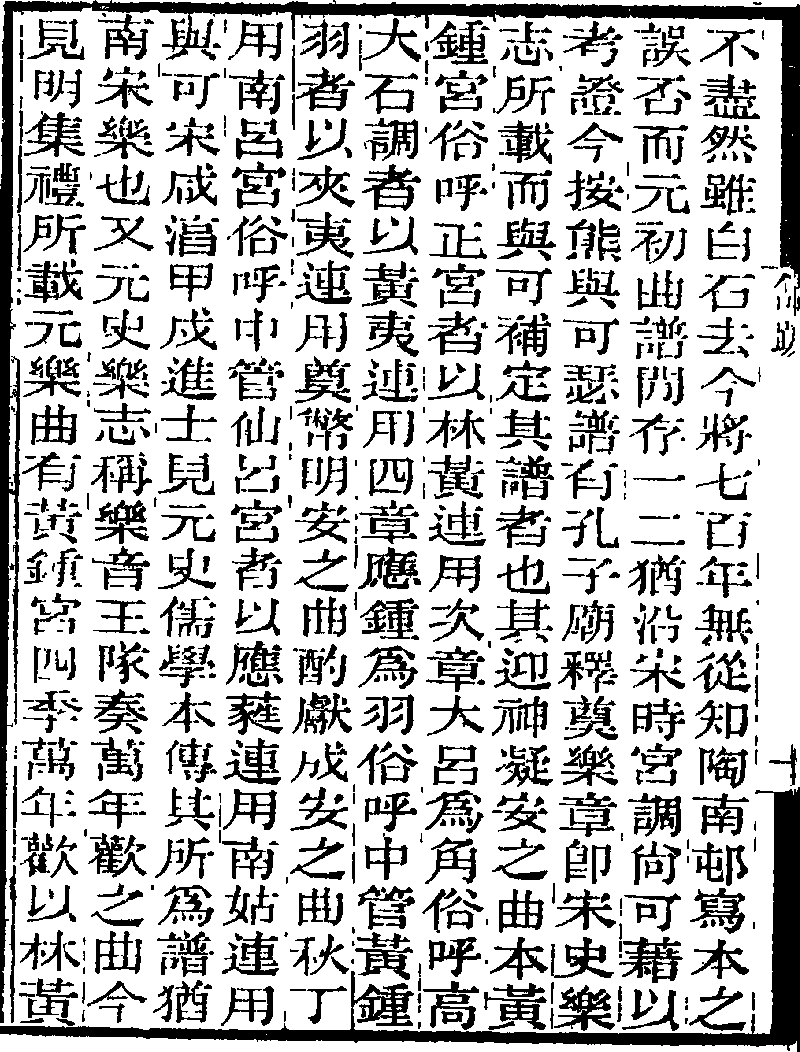 不盡然雖白石去今將七百年無從知陶南邨寫本之
誤否而元初曲譜閒存一二猶沿宋時宮調尙可藉以
考證今按熊與可瑟譜有孔子廟釋奠樂章卽宋史樂
志所載而與可補定其譜者也其迎神凝安之曲本黃
鍾宮俗呼正宮者以林黃連用次章大呂爲角俗呼高
大石調者以黃夷連用四章應鍾爲羽俗呼中管黃鍾
羽者以夾夷連用奠幣明安之曲酌獻成安之曲秋丁
用南呂宮俗呼中管仙呂宮者以應蕤連用南姑連用
與可宋咸淳甲戍進士見元史儒學本傳其所爲譜猶
南宋樂也又元史樂志稱樂音王隊奏萬年歡之曲今
見明集禮所載元樂曲有黃鍾宮四季萬年歡以林黃
十